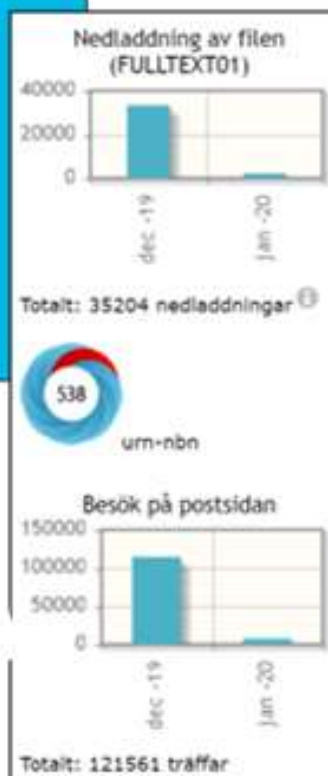 Nedladdning av filen
(FULLTEXT01)
40000
20000
0
dec -19
jan -20
Totalt: 35204 nedladdningar
538
urn-nbn
Besök på postsidan
150000
100000
50000
0
dec -19
jan -20
Totalt: 121561 träffar